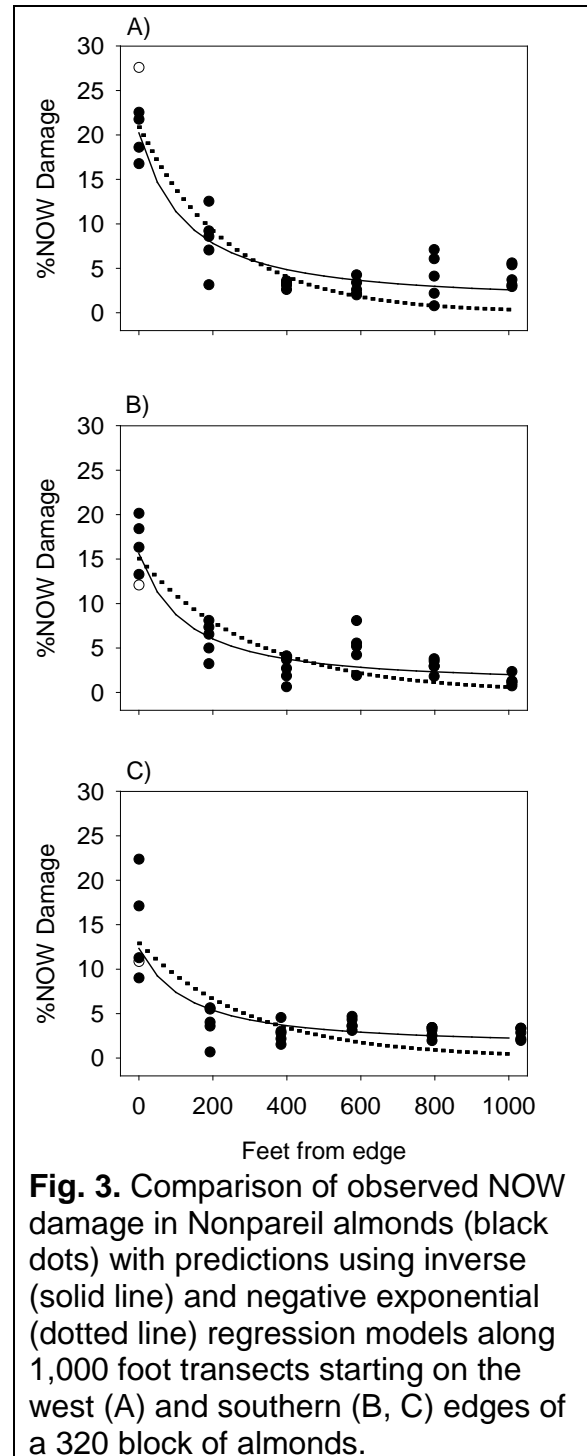 A)
30
25
20
15
10
5
0
%NOW Damage
B)
30
25
20
15
10
5
0
%NOW Damage
C)
30
25
20
15
10
5
0
%NOW Damage
0 200 400 600 800 1000
Feet from edge
Fig. 3. Comparison of observed NOW
damage in Nonpareil almonds (black
dots) with predictions using inverse
(solid line) and negative exponential
(dotted line) regression models along
1,000 foot transects starting on the
west (A) and southern (B, C) edges of
a 320 block of almonds.